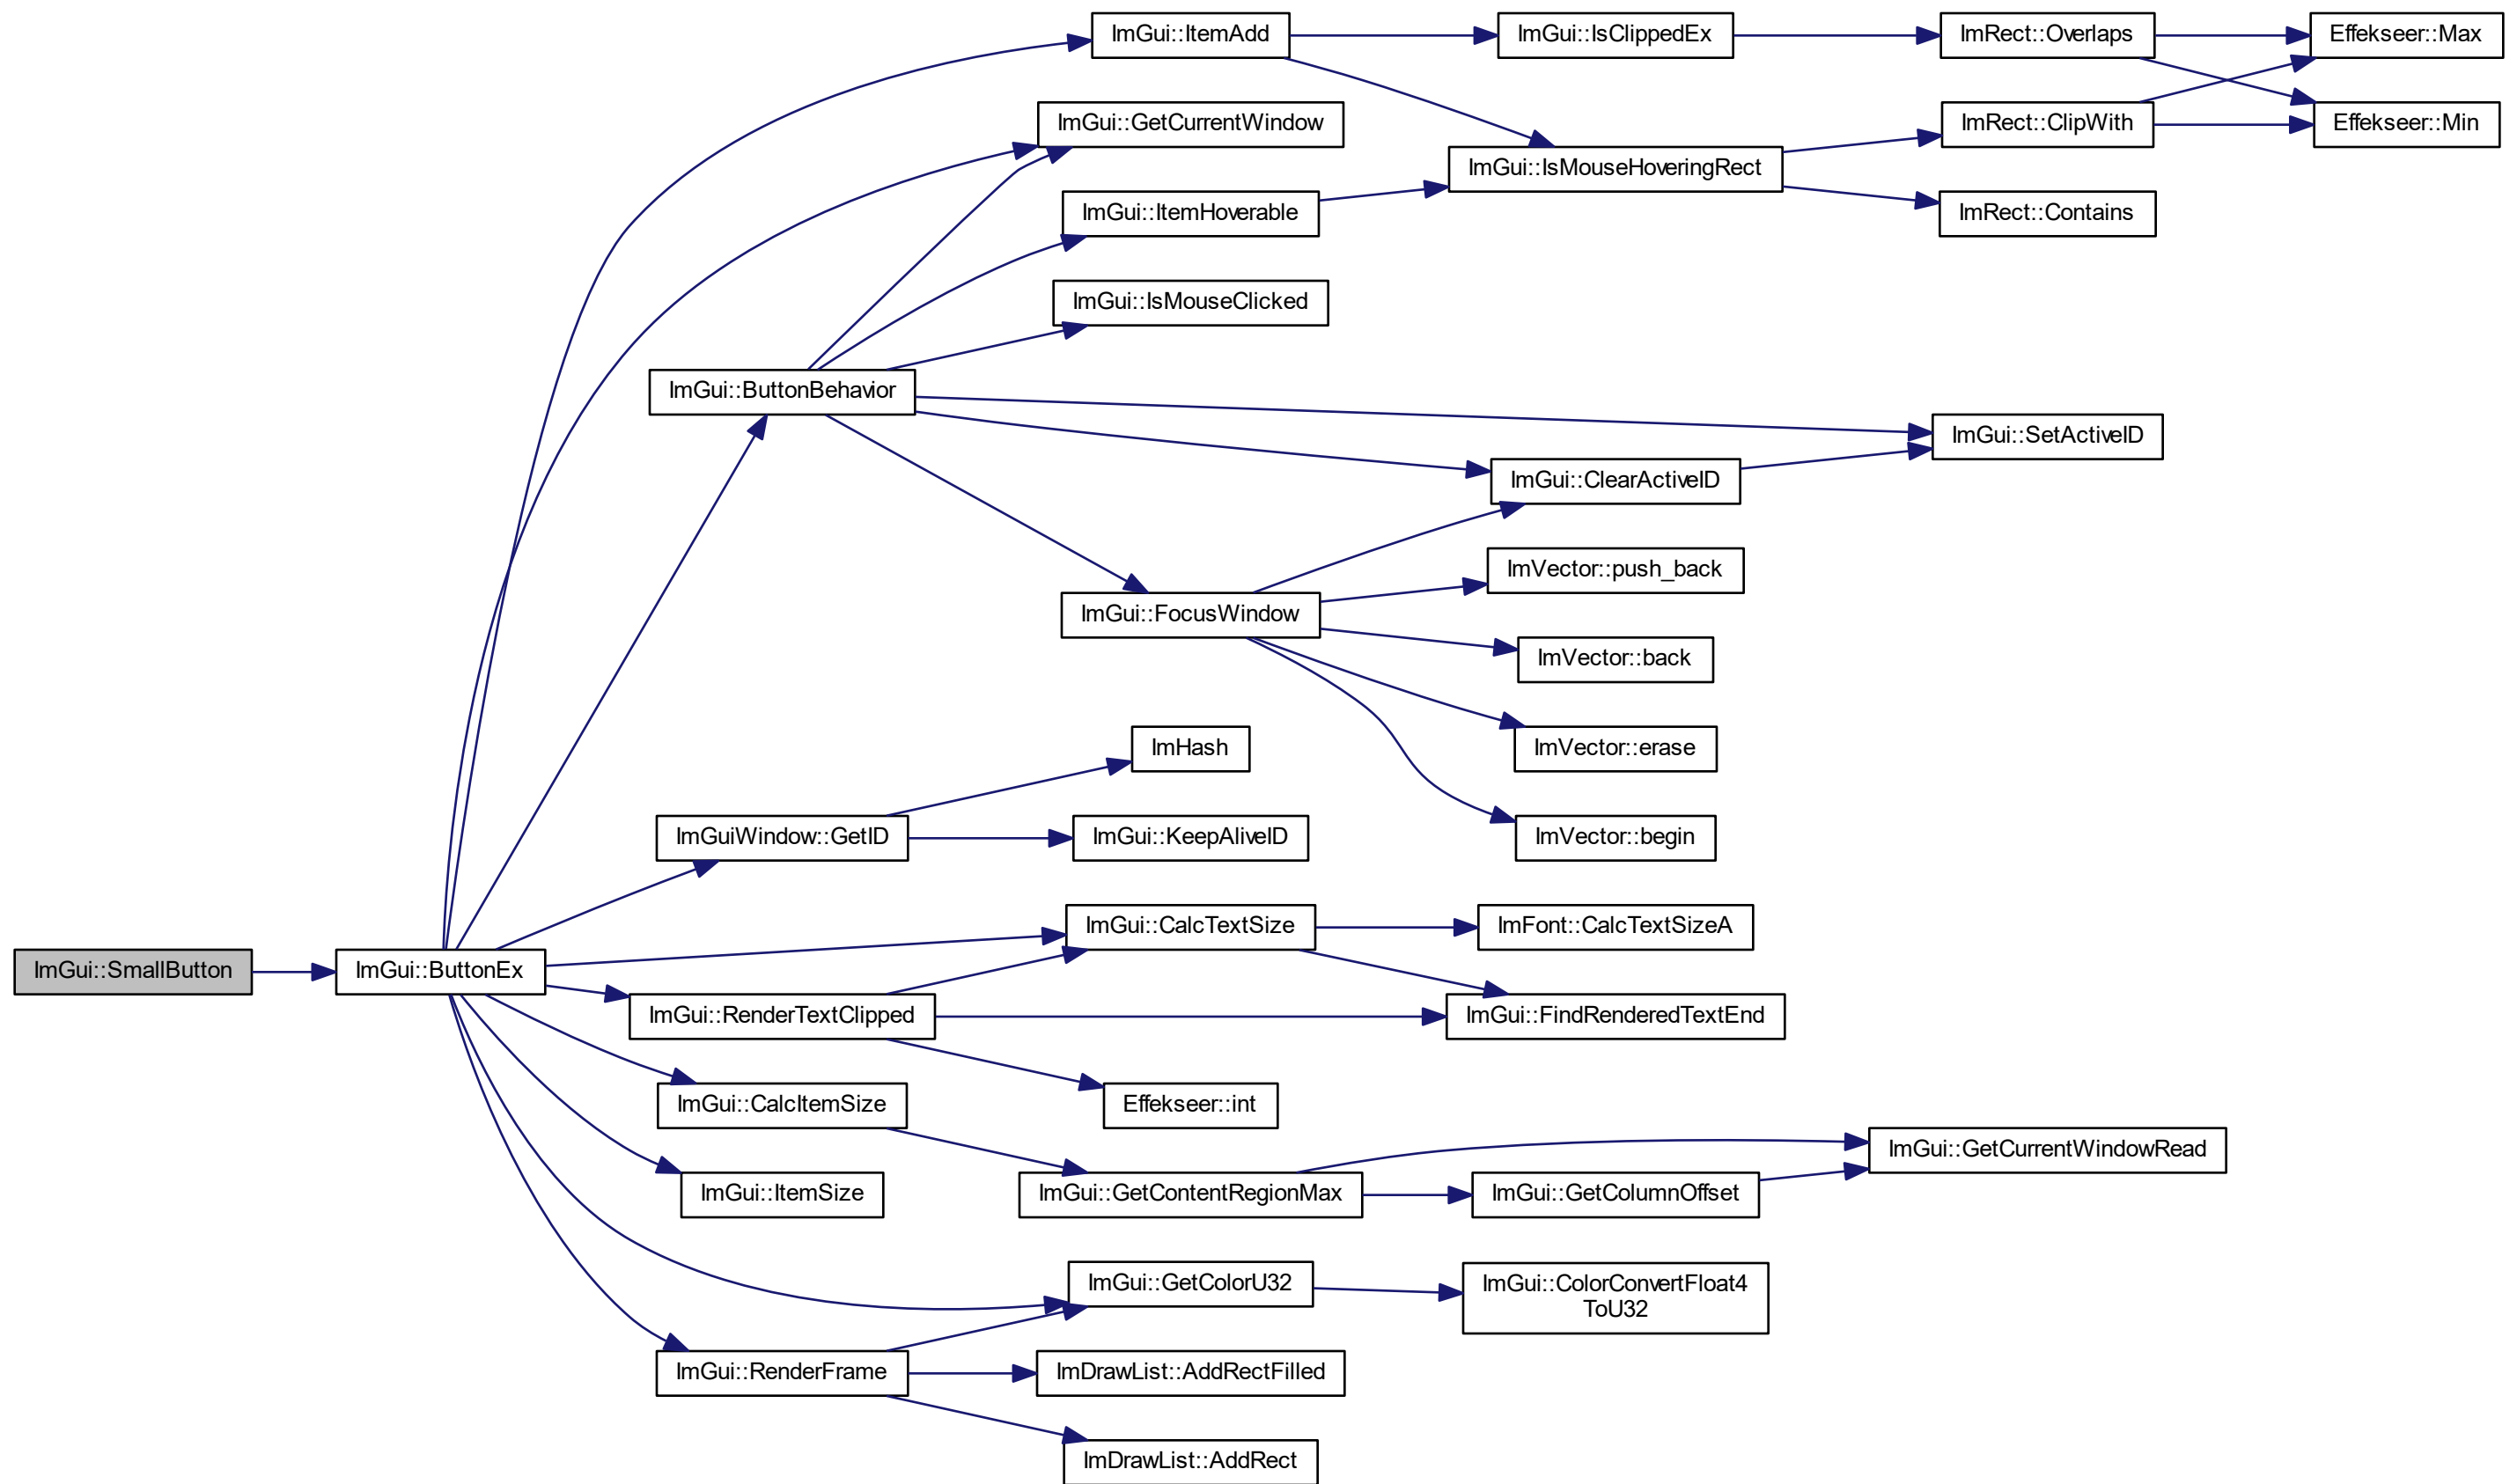 ImGui::ItemAdd
ImGui::IsClippedEx
ImRect::Overlaps
Effekseer::Max
ImGui::GetCurrentWindow
ImRect::ClipWith
Effekseer::Min
ImGui::IsMouseHoveringRect
ImGui::ItemHoverable
ImRect::Contains
ImGui::IsMouseClicked
ImGui::ButtonBehavior
ImGui::SetActiveID
ImGui::ClearActiveID
ImVector::push_back
ImGui::FocusWindow
ImVector::back
ImHash
ImVector::erase
ImGuiWindow::GetID
ImGui::KeepAliveID
ImVector::begin
ImGui::CalcTextSize
ImFont::CalcTextSizeA
ImGui::SmallButton
ImGui::ButtonEx
ImGui::RenderTextClipped
ImGui::FindRenderedTextEnd
ImGui::CalcItemSize
Effekseer::int
ImGui::GetCurrentWindowRead
ImGui::ItemSize
ImGui::GetContentRegionMax
ImGui::GetColumnOffset
ImGui::GetColorU32
ImGui::ColorConvertFloat4
ToU32
ImGui::RenderFrame
ImDrawList::AddRectFilled
ImDrawList::AddRect